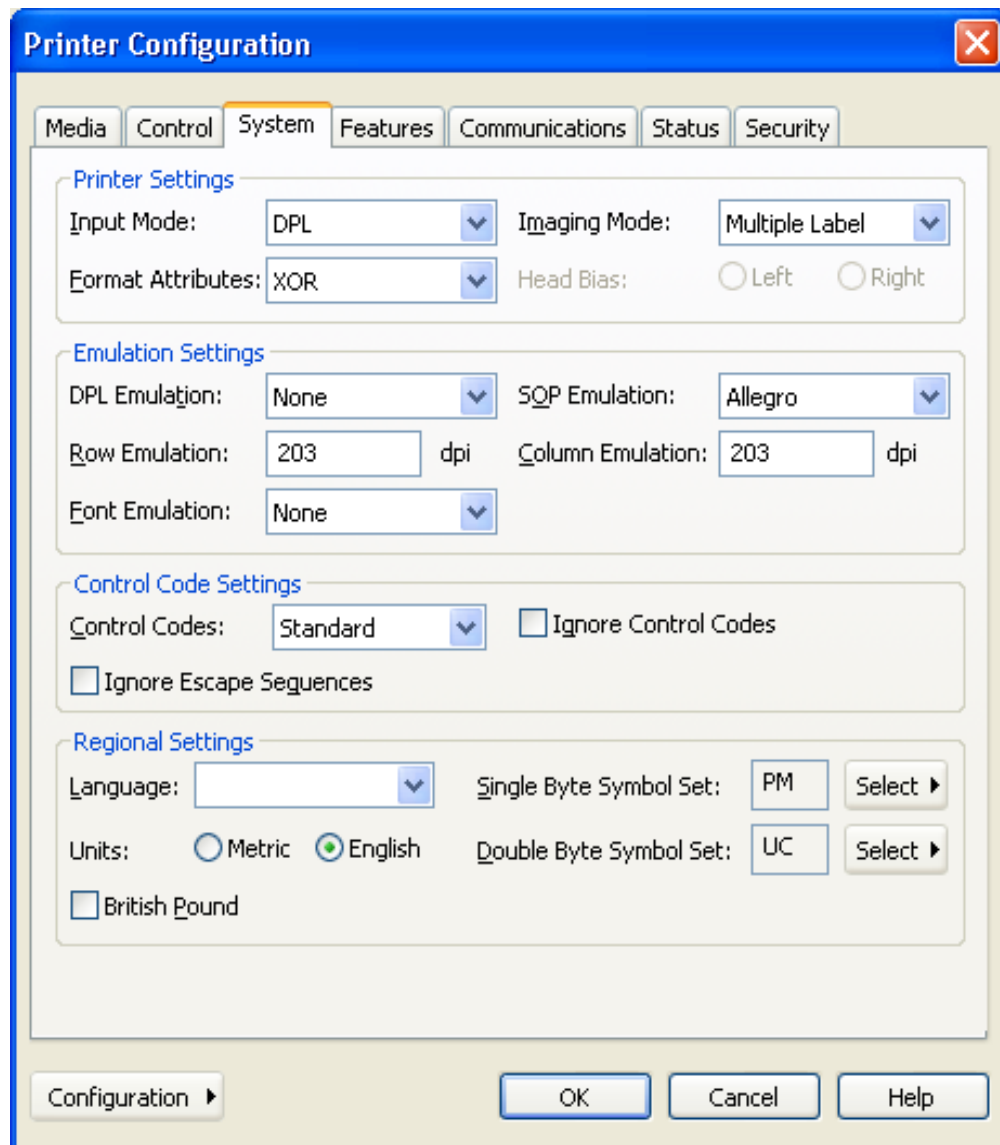 Printer Configuration
Media Control System Features Communications Status Security
Printer Settings
Input Mode: DPL Imaging Mode: Multiple Label
Format Attributes: XOR Head Bias: Left Right
Emulation Settings
DPL Emulation: None SOP Emulation: Allegro
Row Emulation: 203 dpi Column Emulation: 203 dpi
Font Emulation: None
Control Code Settings
Control Codes: Standard Ignore Control Codes
Ignore Escape Sequences
Regional Settings
Language: Single Byte Symbol Set: PM Select
Units: Metric English Double Byte Symbol Set: UC Select
British Pound
Configuration OK Cancel Help